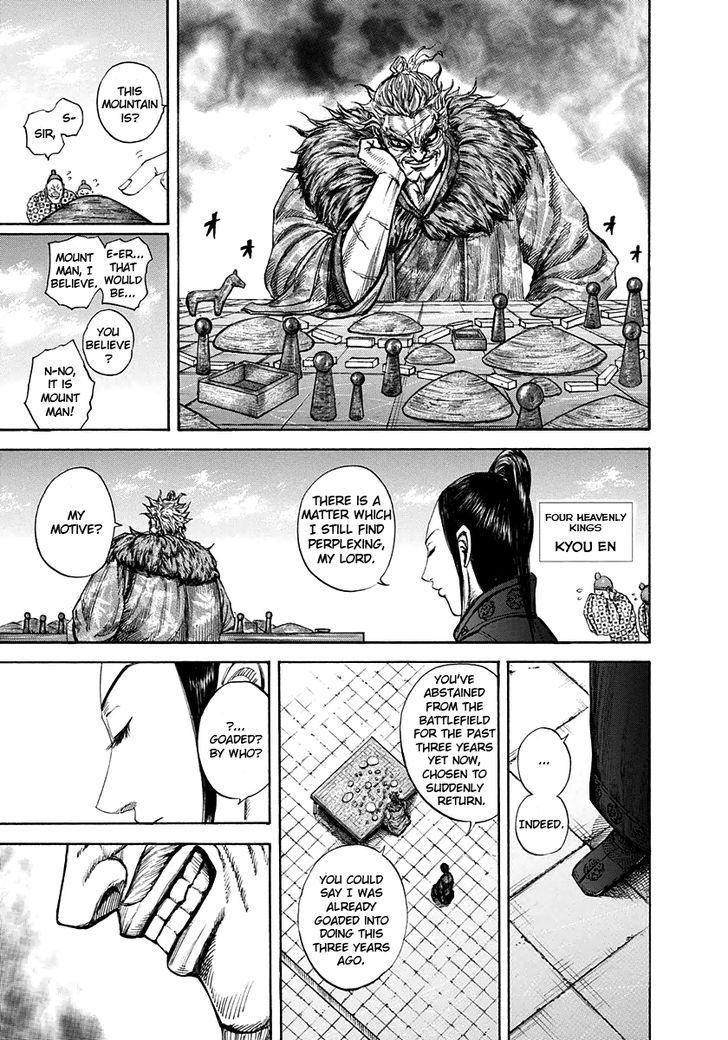 オ
オ
THIS
MOUNTAIN
IS?
S-
SIR,
E-ER...
THAT
WOULD
BE...
MOUNT
MAN, I
BELIEVE.
YOU
BELIEVE?
N-NO,
IT IS
MOUNT
MAN!
FOUR HEAVENLY
KINGS
KYOU EN
THERE IS A
MATTER WHICH
I STILL FIND
PERPLEXING,
MY LORD.
MY
MOTIVE?
...
INDEED.
YOU'VE
ABSTAINED
FROM THE
BATTLEFIELD
FOR THE PAST
THREE YEARS
YET NOW,
CHOSEN TO
SUDDENLY
RETURN.
YOU COULD
SAY I WAS
ALREADY
GOADED INTO
DOING THIS
THREE YEARS
AGO.
?...
GOADED?
BY WHO?